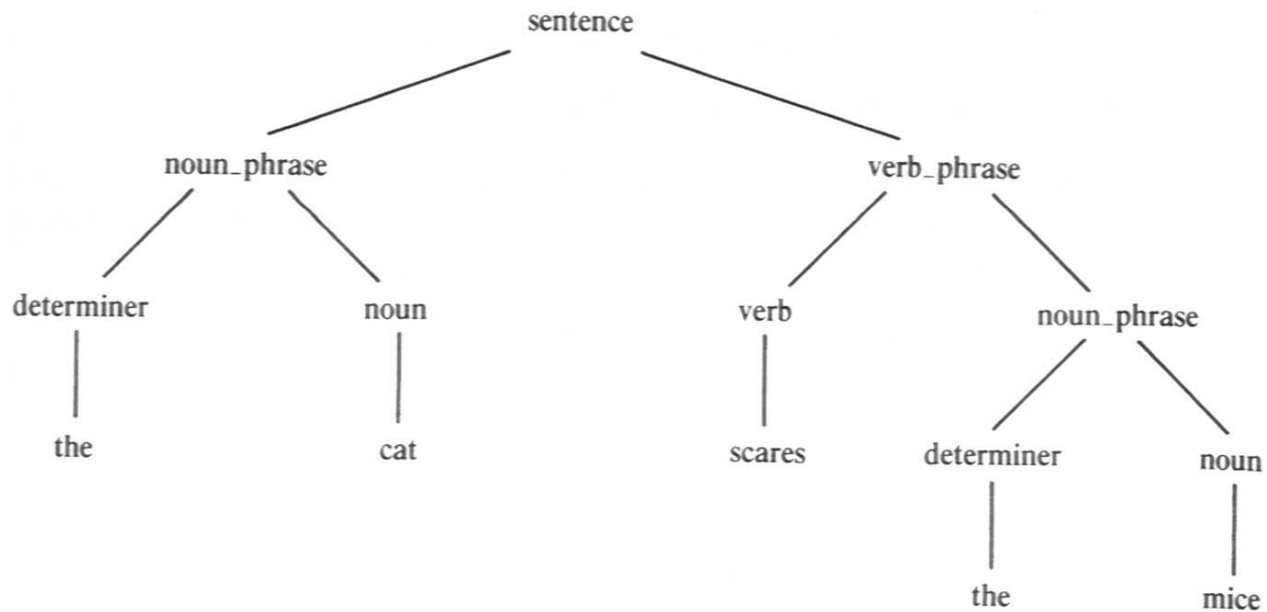 sentence
noun_phrase verb_phrase
determiner noun verb noun_phrase
the cat scares determiner noun
the mice